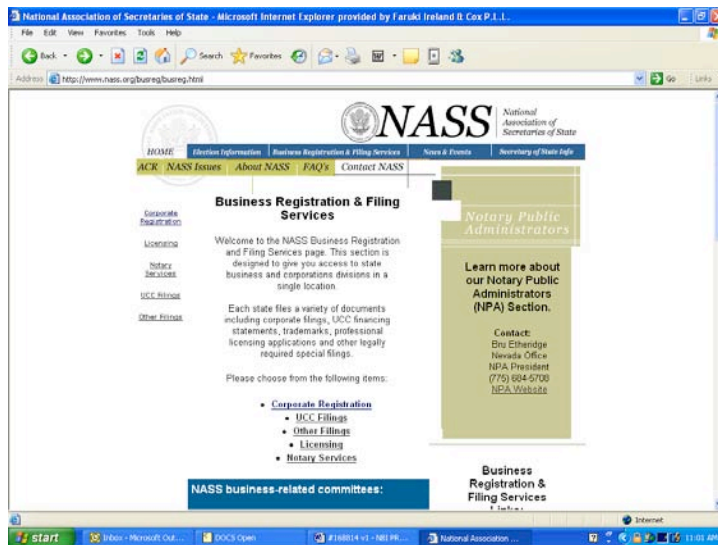 National Association of Secretaries of State - Microsoft Internet Explorer provided by Faruki Ireland & Cox P.L.L.
File Edit View Favorites Tools Help
Back Search Favorites
Address http://www.nass.org/busreg/busreg.html Go Links
NASS
National
Association of
Secretaries of State
HOME Election Information Business Registration & Filing Services News & Events Secretary of State Info
ACR NASS Issues About NASS FAQ's Contact NASS
Corporate
Registration
Licensing
Notary
Services
UCC Filings
Other Filings
Business Registration & Filing
Services
Welcome to the NASS Business Registration
and Filing Services page. This section is
designed to give you access to state
business and corporations divisions in a
single location.
Each state files a variety of documents
including corporate filings, UCC financing
statements, trademarks, professional
licensing applications and other legally
required special filings.
Please choose from the following items:
• Corporate Registration
• UCC Filings
• Other Filings
• Licensing
• Notary Services
NASS business-related committees:
Notary Public
Administrators
Learn more about
our Notary Public
Administrators
(NPA) Section.
Contact:
Bru Etheridge
Nevada Office
NPA President
(775) 684-5708
NPA Website
Business
Registration &
Filing Services
Internet
start Inbox - Microsoft Out... DOCS Open #168014 v1 - NBI PR... National Association ... 11:01 AM